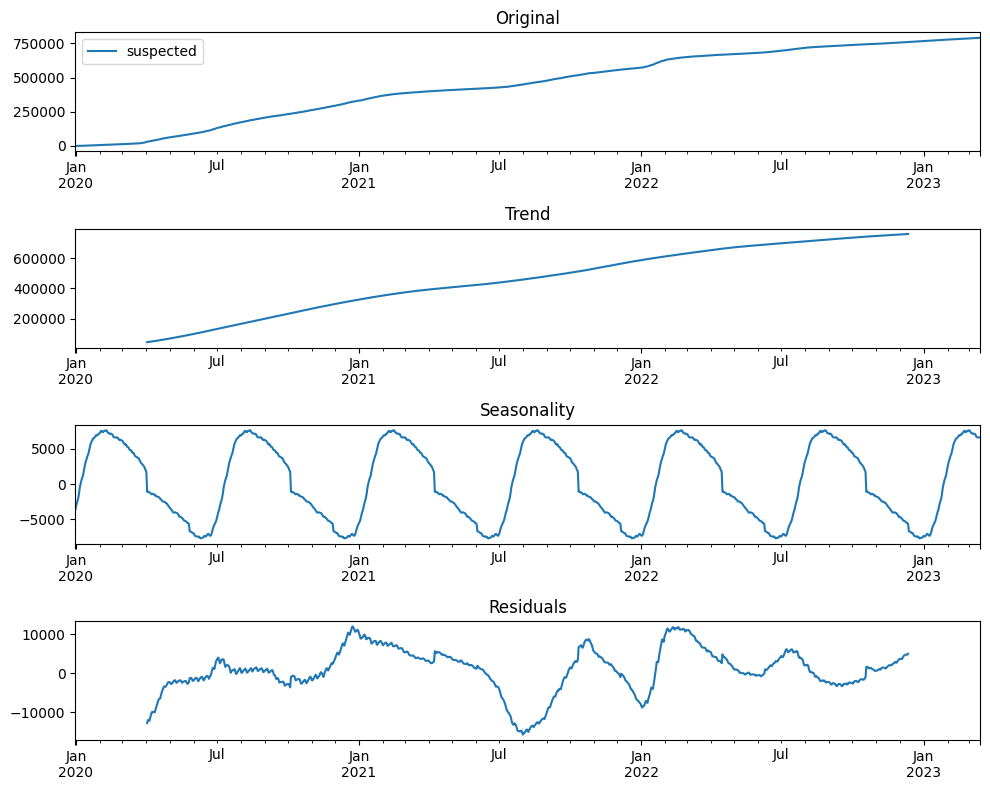 Original
suspected
750000
500000
250000
0
Jan Jul Jan Jul Jan Jul Jan
2020 2021 2022 2023
Trend
600000
400000
200000
Jan Jul Jan Jul Jan Jul Jan
2020 2021 2022 2023
Seasonality
5000
0
−5000
Jan Jul Jan Jul Jan Jul Jan
2020 2021 2022 2023
Residuals
10000
0
−10000
Jan Jul Jan Jul Jan Jul Jan
2020 2021 2022 2023